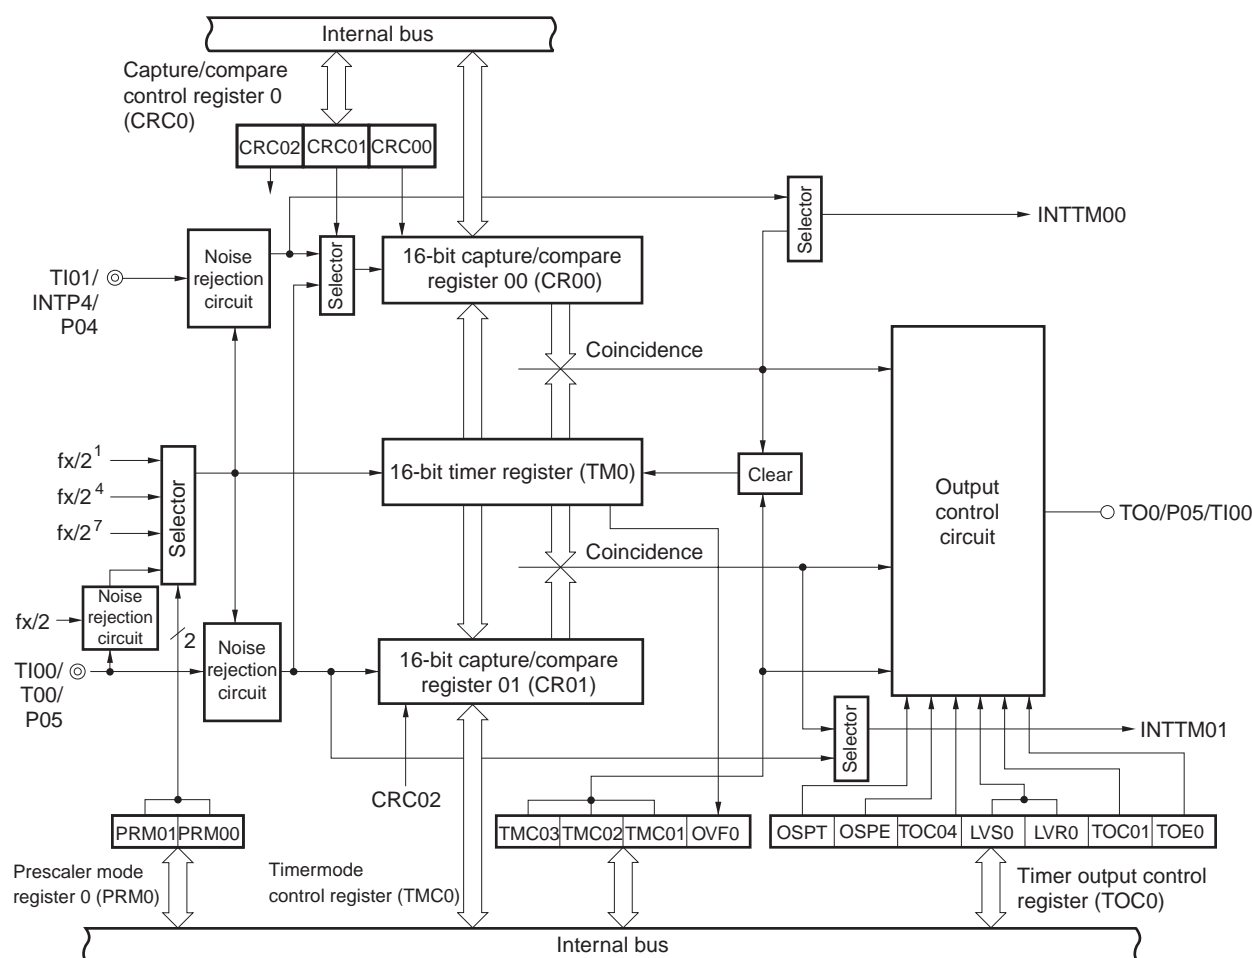 Internal bus
Capture/compare
control register 0
(CRC0)
CRC02 CRC01 CRC00
Selector
INTTM00
Noise
rejection
circuit
TI01/
INTP4/
P04
Selector
16-bit capture/compare
register 00 (CR00)
Coincidence
fx/2^1
fx/2^4
fx/2^7
Selector
16-bit timer register (TM0)
Clear
Output
control
circuit
TO0/P05/TI00
Coincidence
fx/2
Noise
rejection
circuit
2
TI00/
T00/
P05
Noise
rejection
circuit
16-bit capture/compare
register 01 (CR01)
Selector
INTTM01
CRC02
PRM01 PRM00
TMC03 TMC02 TMC01 OVF0
OSPT OSPE TOC04 LVS0 LVR0 TOC01 TOE0
Prescaler mode
register 0 (PRM0)
Timermode
control register (TMC0)
Timer output control
register (TOC0)
Internal bus